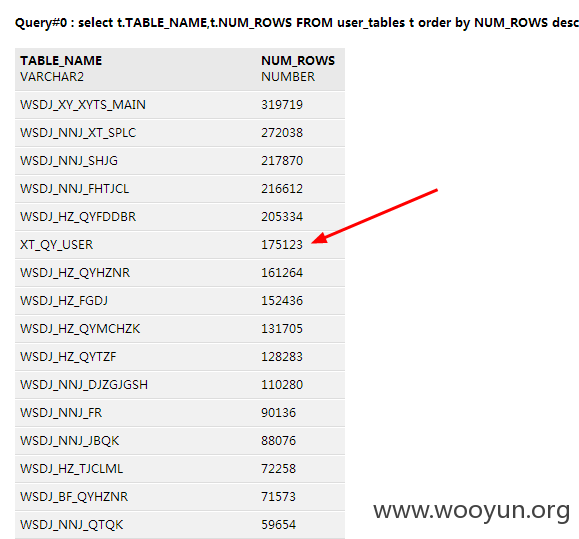 Query#0 : select t.TABLE_NAME,t.NUM_ROWS FROM user_tables t order by NUM_ROWS desc
TABLE_NAME NUM_ROWS
VARCHAR2 NUMBER
WSDJ_XY_XYTS_MAIN 319719
WSDJ_NNJ_XT_SPLC 272038
WSDJ_NNJ_SHJG 217870
WSDJ_NNJ_FHTJCL 216612
WSDJ_HZ_QYFDDBR 205334
XT_QY_USER 175123
WSDJ_HZ_QYHZNR 161264
WSDJ_HZ_FGDJ 152436
WSDJ_HZ_QYMCHZK 131705
WSDJ_HZ_QYTZF 128283
WSDJ_NNJ_DJZGJGSH 110280
WSDJ_NNJ_FR 90136
WSDJ_NNJ_JBQK 88076
WSDJ_HZ_TJCLML 72258
WSDJ_BF_QYHZNR 71573
WSDJ_NNJ_QTQK 59654
www.wooyun.org